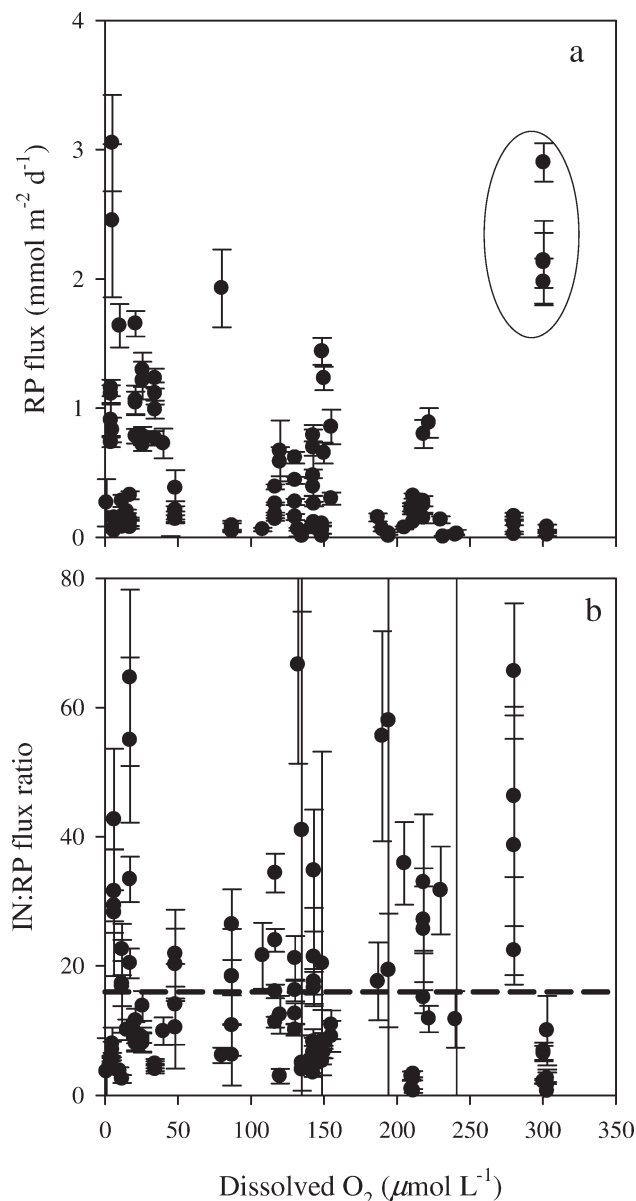 a
4
3
2
1
0
RP flux (mmol m⁻² d⁻¹)
b
80
60
40
20
0
IN:RP flux ratio
0 50 100 150 200 250 300 350
Dissolved O₂ (μmol L⁻¹)